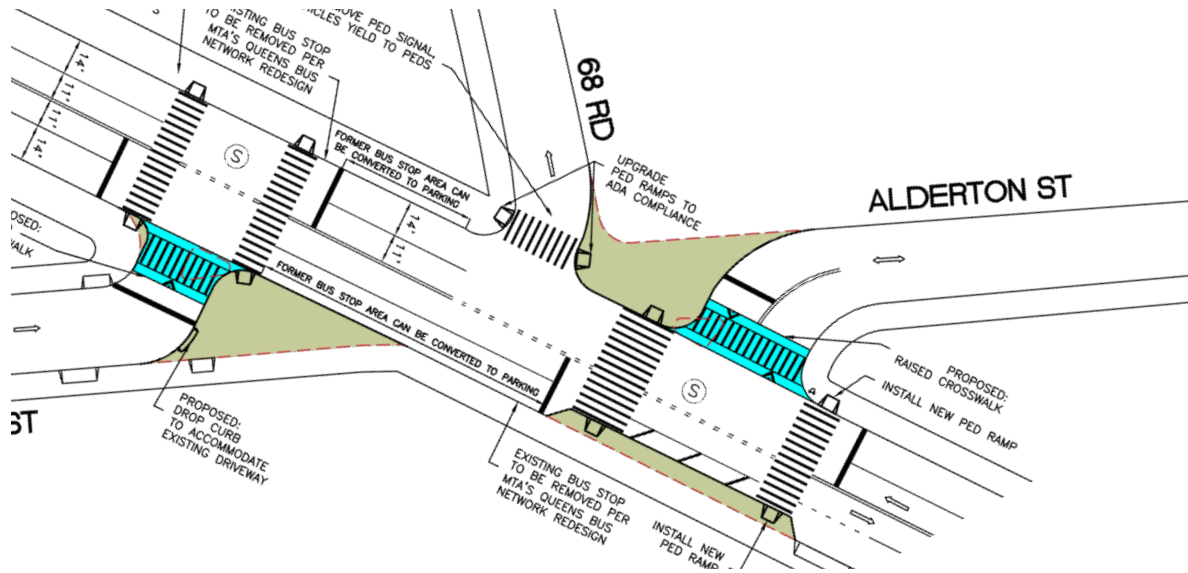 PED SIGNAL,
VEHICLES YIELD TO PEDS
BUS STOP
TO BE REMOVED PER
MTA'S QUEENS BUS
NETWORK REDESIGN
14'
11'
11'
14'
S
FORMER BUS STOP AREA CAN
BE CONVERTED TO PARKING
14'
11'
68 RD
UPGRADE
PED RAMPS TO
ADA COMPLIANCE
ALDERTON ST
FORMER BUS STOP AREA CAN BE CONVERTED TO PARKING
S
PROPOSED:
RAISED CROSSWALK
INSTALL NEW PED RAMP
PROPOSED:
DROP CURB
TO ACCOMMODATE
EXISTING DRIVEWAY
ST
EXISTING BUS STOP
TO BE REMOVED PER
MTA'S QUEENS BUS
NETWORK REDESIGN
INSTALL NEW
PED RAMP